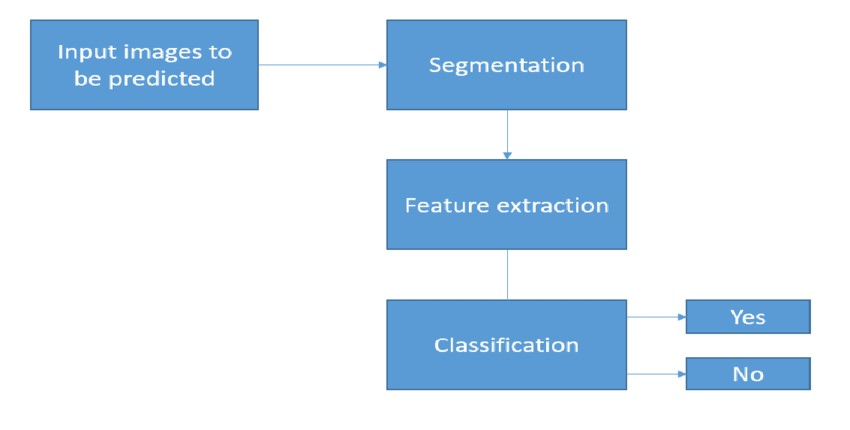 Input images to
be predicted
Segmentation
Feature extraction
Classification
Yes
No